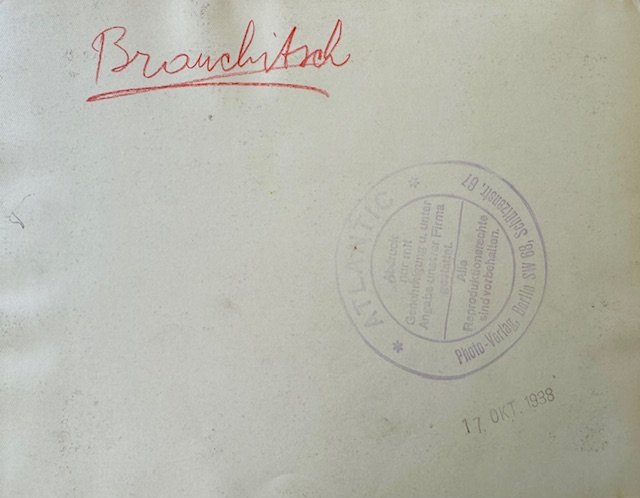 Brauchitsch
* ATLANTIC *
Photo-Verlag, Berlin SW 68, Schützenstr. 67
Abdruck
nur mit
Genehmigung u. unter
Angabe unserer Firma
gestattet.
Alle
Reproduktionsrechte
sind vorbehalten.
17. OKT. 1938